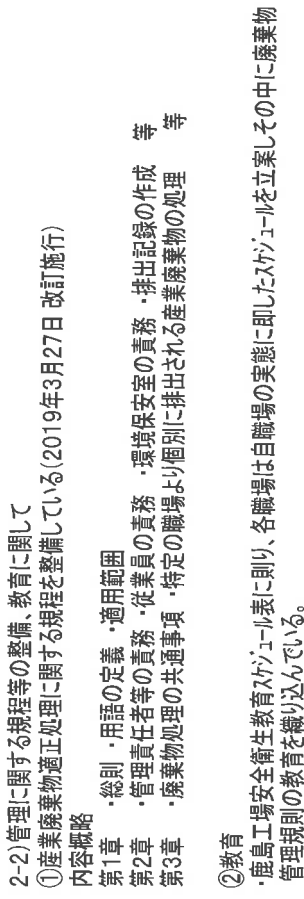 2-2)管理に関する規程等の整備、教育に関して
①産業廃棄物適正処理に関する規程を整備している(2019年3月27日 改訂施行)
内容概略
第1章 ・総則 ・用語の定義 ・適用範囲
第2章 ・管理責任者等の責務 ・従業員の責務 ・環境保安室の責務 ・排出記録の作成 等
第3章 ・廃棄物処理の共通事項 ・特定の職場より個別に排出される産業廃棄物の処理 等
②教育
・鹿島工場安全衛生教育スケジュール表に則り、各職場は自職場の実態に即したスケジュールを立案しその中に廃棄物
管理規則の教育を織り込んでいる。